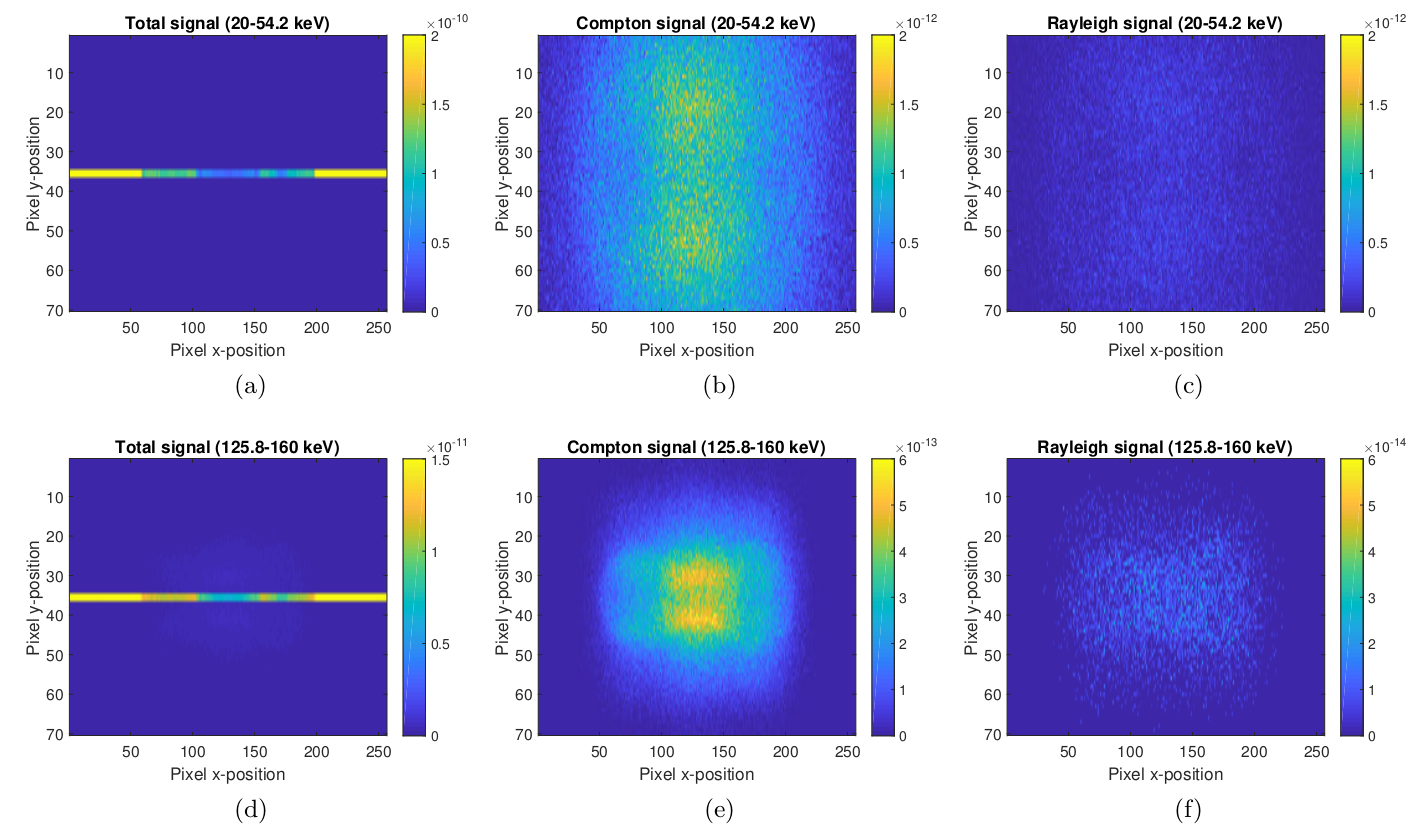 Total signal (20-54.2 keV)
×10^-10
2
1.5
1
0.5
0
10
20
30
40
50
60
70
50 100 150 200 250
Pixel y-position
Pixel x-position
(a)
Compton signal (20-54.2 keV)
×10^-12
2
1.5
1
0.5
0
10
20
30
40
50
60
70
50 100 150 200 250
Pixel y-position
Pixel x-position
(b)
Rayleigh signal (20-54.2 keV)
×10^-12
2
1.5
1
0.5
0
10
20
30
40
50
60
70
50 100 150 200 250
Pixel y-position
Pixel x-position
(c)
Total signal (125.8-160 keV)
×10^-11
1.5
1
0.5
0
10
20
30
40
50
60
70
50 100 150 200 250
Pixel y-position
Pixel x-position
(d)
Compton signal (125.8-160 keV)
×10^-13
6
5
4
3
2
1
0
10
20
30
40
50
60
70
50 100 150 200 250
Pixel y-position
Pixel x-position
(e)
Rayleigh signal (125.8-160 keV)
×10^-14
6
5
4
3
2
1
0
10
20
30
40
50
60
70
50 100 150 200 250
Pixel y-position
Pixel x-position
(f)